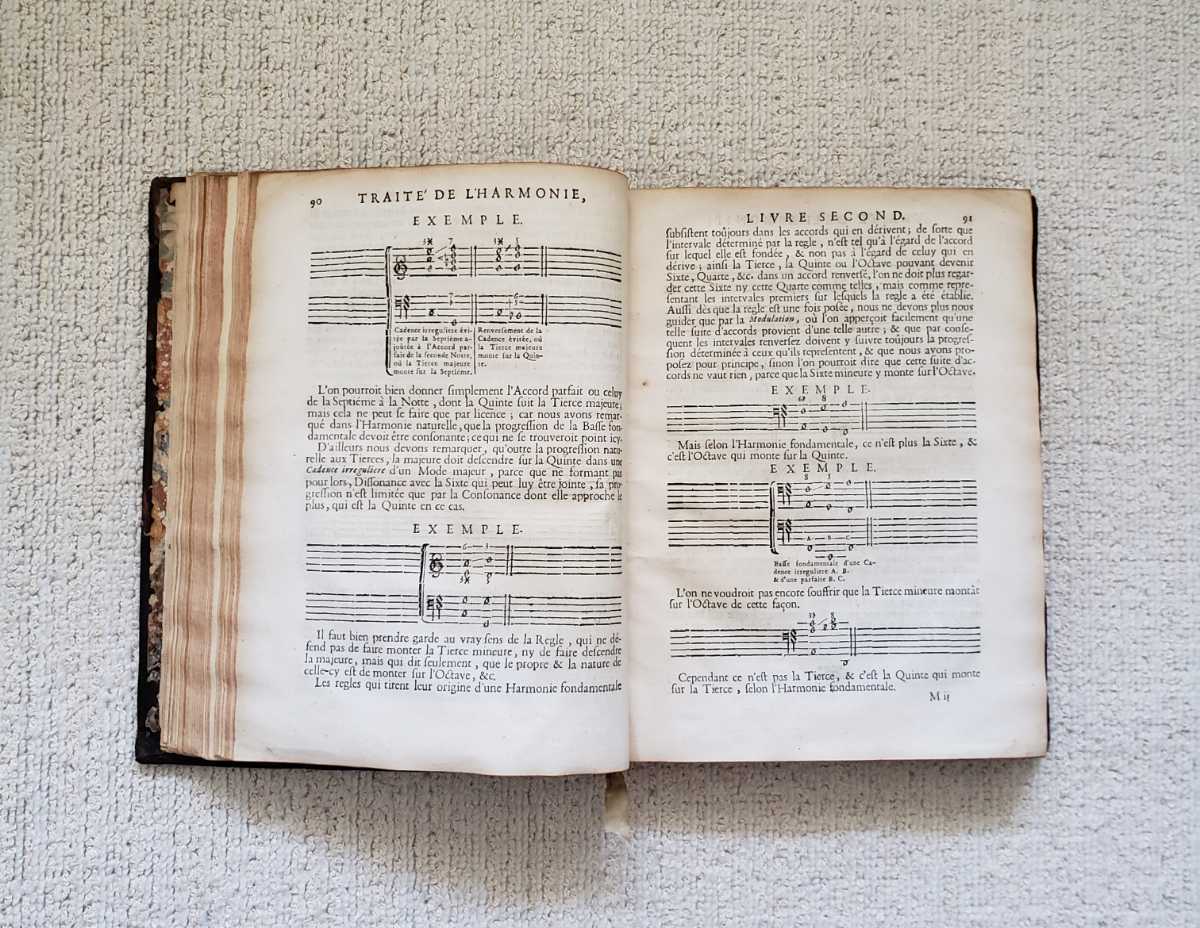 90 TRAITE' DE L'HARMONIE,
EXEMPLE.
Cadence irreguliere évi-
tée par la Septiéme a-
joûtée à l'Accord par-
fait de la seconde Notte,
où la Tierce majeure
monte sur la Septiéme.
Renversement de la
Cadence évitée, où
la Tierce majeure
monte sur la Quin-
te.
L'on pourroit bien donner simplement l'Accord parfait ou celuy
de la Septiéme à la Notte, dont la Quinte suit la Tierce majeure;
mais cela ne peut se faire que par licence; car nous avons remar-
qué dans l'Harmonie naturelle, que la progression de la Basse fon-
damentale devoit être consonante; ce qui ne se trouveroit point icy.
D'ailleurs nous devons remarquer, qu'outre la progression natu-
relle aux Tierces, la majeure doit descendre sur la Quinte dans une
Cadence irreguliere d'un Mode majeur, parce que ne formant pas
pour lors, Dissonance avec la Sixte qui peut luy être jointe, sa pro-
gression n'est limitée que par la Consonance dont elle approche le
plus, qui est la Quinte en ce cas.
EXEMPLE.
Il faut bien prendre garde au vray sens de la Regle, qui ne dé-
fend pas de faire monter la Tierce mineure, ny de faire descendre
la majeure, mais qui dit seulement, que le propre & la nature de
celle-cy est de monter sur l'Octave, &c.
Les regles qui tirent leur origine d'une Harmonie fondamentale
LIVRE SECOND. 91
subsistent toûjours dans les accords qui en dérivent; de sorte que
l'intervale déterminé par la regle, n'est tel qu'à l'égard de l'accord
sur lequel elle est fondée, & non pas à l'égard de celuy qui en
dérive; ainsi la Tierce, la Quinte ou l'Octave pouvant devenir
Sixte, Quarte, &c. dans un accord renversé, l'on ne doit plus regar-
der cette Sixte ny cette Quarte comme telles, mais comme repre-
sentant les intervales premiers sur lesquels la regle a été établie.
Aussi dès que la regle est une fois posée, nous ne devons plus nous
guider que par la Modulation, où l'on apperçoit facilement qu'une
telle suite d'accords provient d'une telle autre; & que par conse-
quent les intervales renversez doivent y suivre toûjours la progres-
sion déterminée à ceux qu'ils representent, & que nous avons pro-
posez pour principe, sinon l'on pourroit dire que cette suite d'ac-
cords ne vaut rien, parce que la Sixte mineure y monte sur l'Octave.
EXEMPLE.
Mais selon l'Harmonie fondamentale, ce n'est plus la Sixte, &
c'est l'Octave qui monte sur la Quinte.
EXEMPLE.
A B C
Basse fondamentale d'une Ca-
dence irreguliere A. B.
& d'une parfaite B. C.
L'on ne voudroit pas encore souffrir que la Tierce mineure montât
sur l'Octave de cette façon.
Cependant ce n'est pas la Tierce, & c'est la Quinte qui monte
sur la Tierce, selon l'Harmonie fondamentale.
M ij